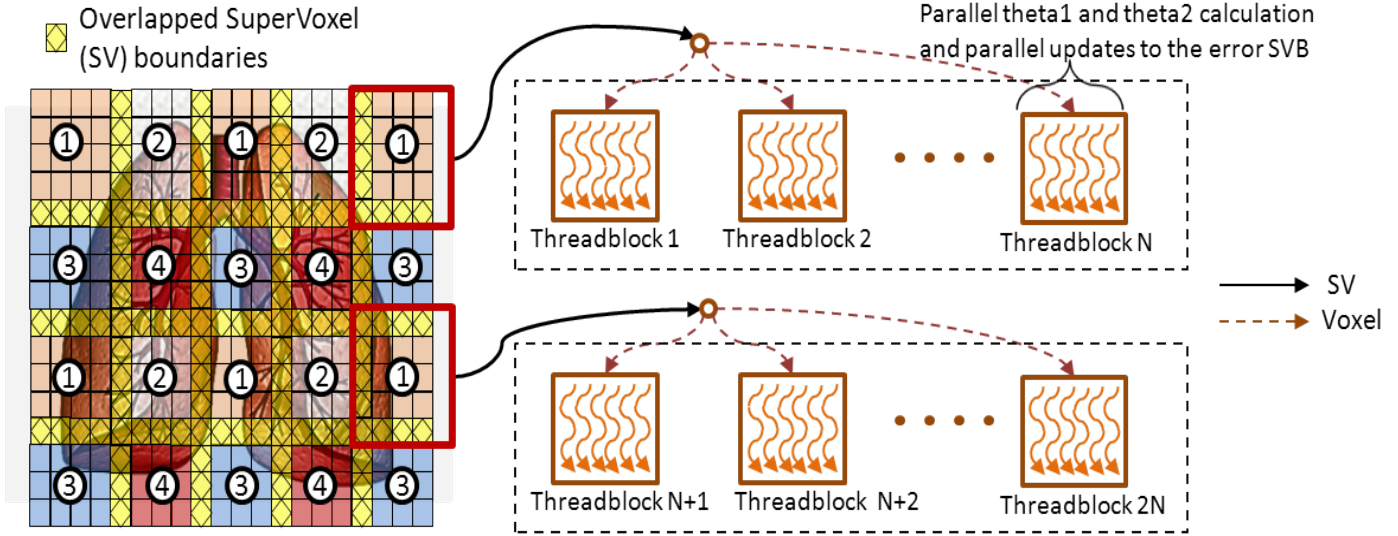 Overlapped SuperVoxel
(SV) boundaries
Parallel theta1 and theta2 calculation
and parallel updates to the error SVB
1 2 1 2 1
3 4 3 4 3
1 2 1 2 1
3 4 3 4 3
Threadblock 1
Threadblock 2
Threadblock N
SV
Voxel
Threadblock N+1
Threadblock N+2
Threadblock 2N